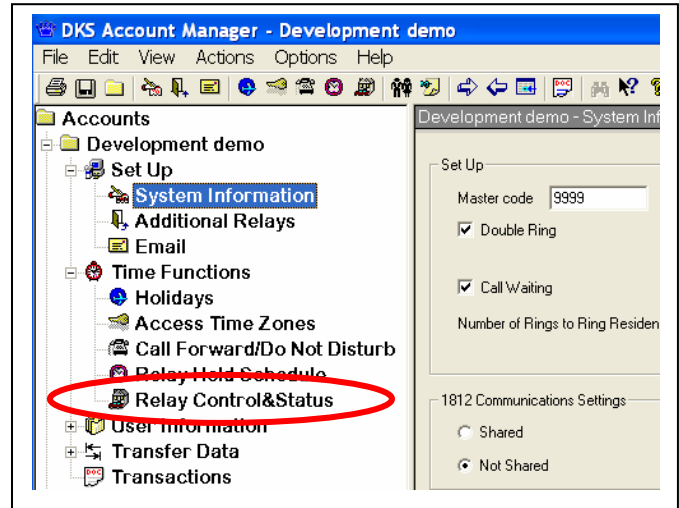 DKS Account Manager - Development demo
File Edit View Actions Options Help
Accounts
Development demo
Set Up
System Information
Additional Relays
Email
Time Functions
Holidays
Access Time Zones
Call Forward/Do Not Disturb
Relay Hold Schedule
Relay Control&Status
User Information
Transfer Data
Transactions
Development demo - System Inf
Set Up
Master code 9999
Double Ring
Call Waiting
Number of Rings to Ring Residen
1812 Communications Settings
Shared
Not Shared